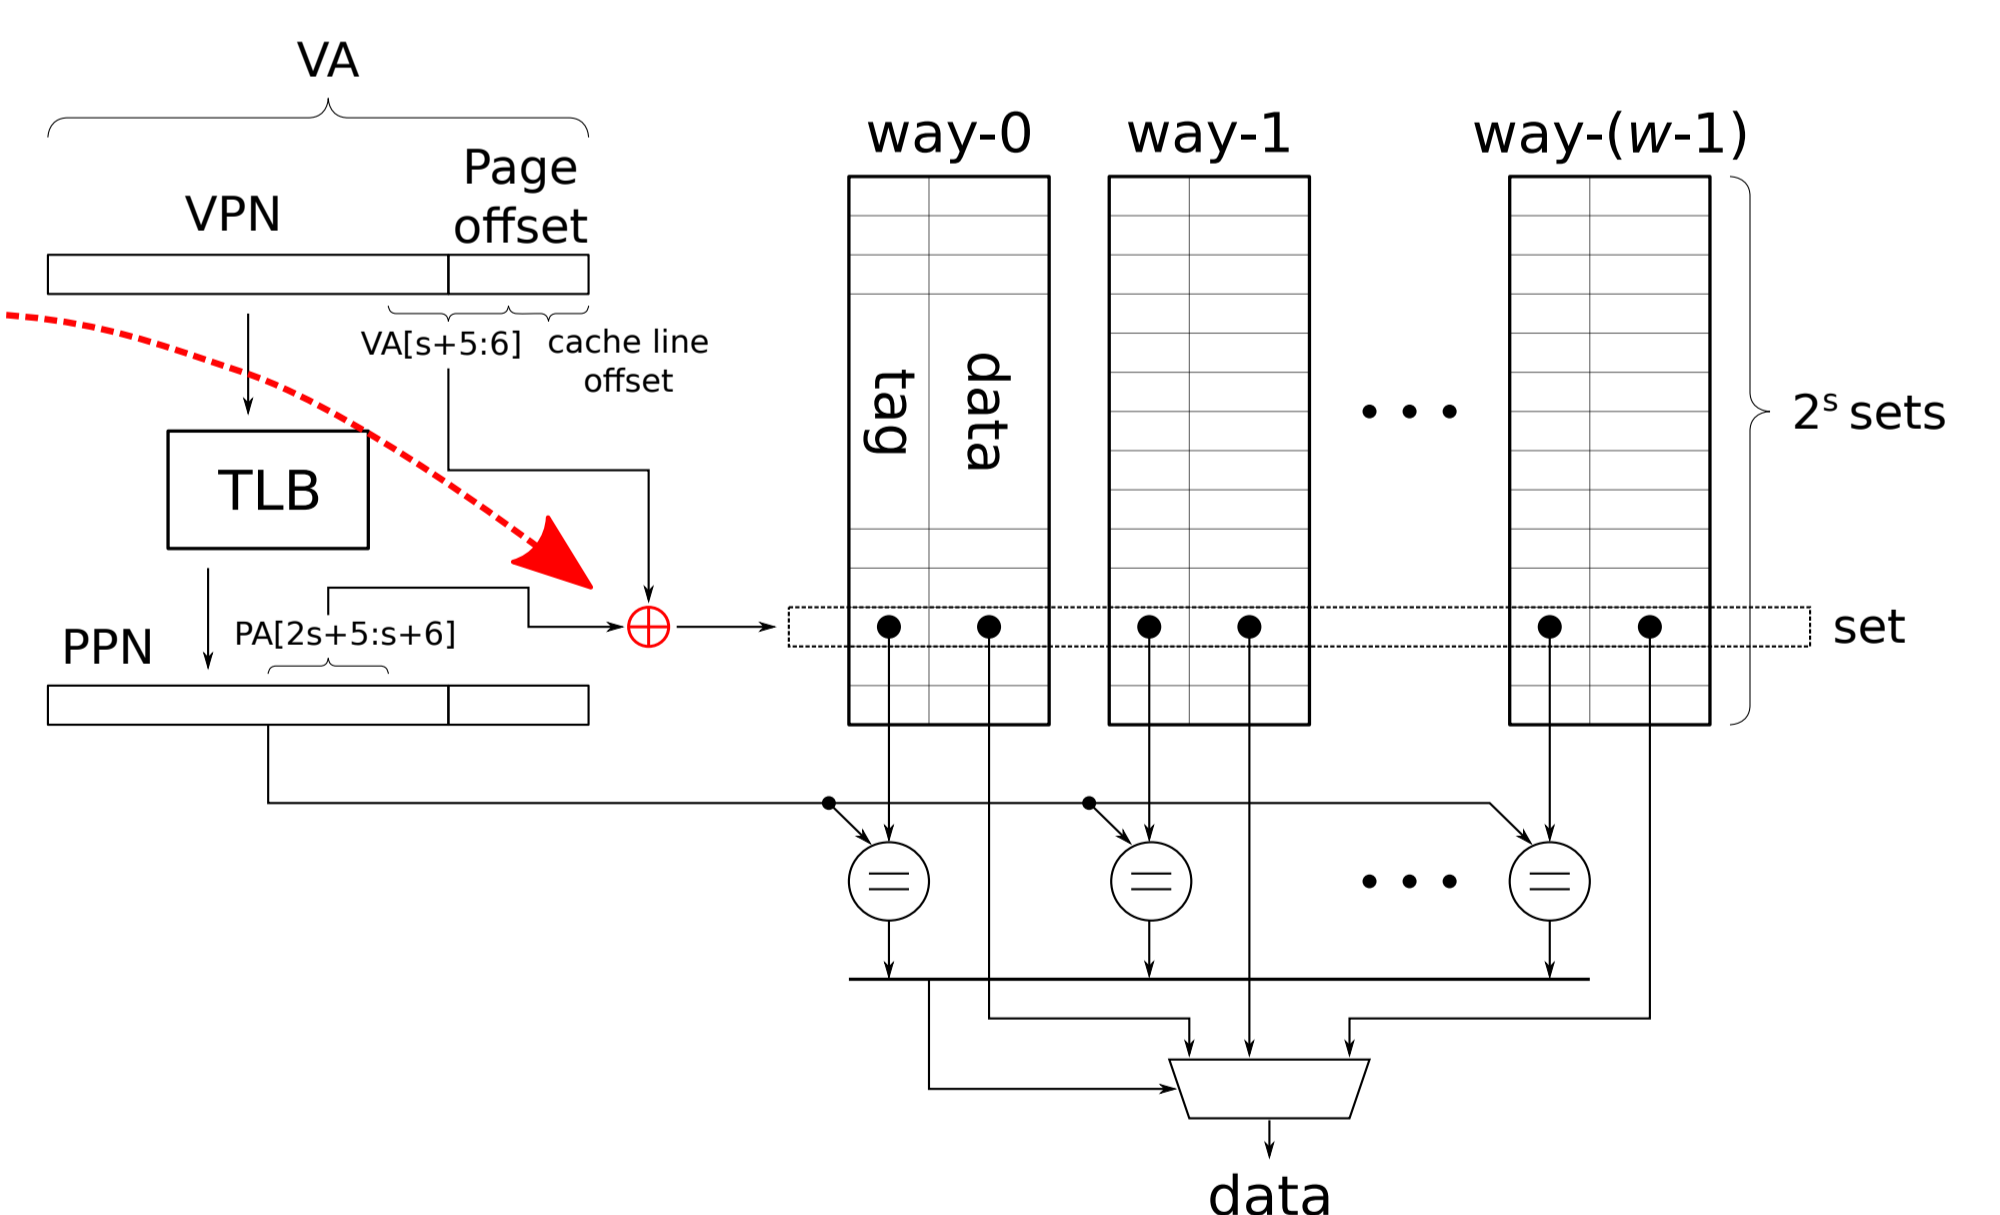 VA
VPN
Page
offset
VA[s+5:6]
cache line
offset
TLB
PPN
PA[2s+5:s+6]
way-0
way-1
way-(w-1)
tag
data
2ˢ sets
set
data